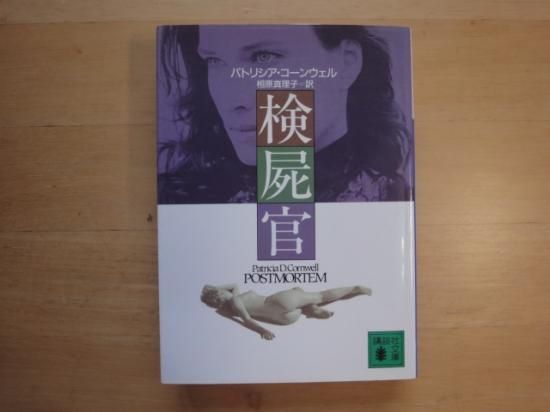 パトリシア・コーンウェル
相原真理子=訳
検屍官
Patricia D. Cornwell
POSTMORTEM
講談社文庫